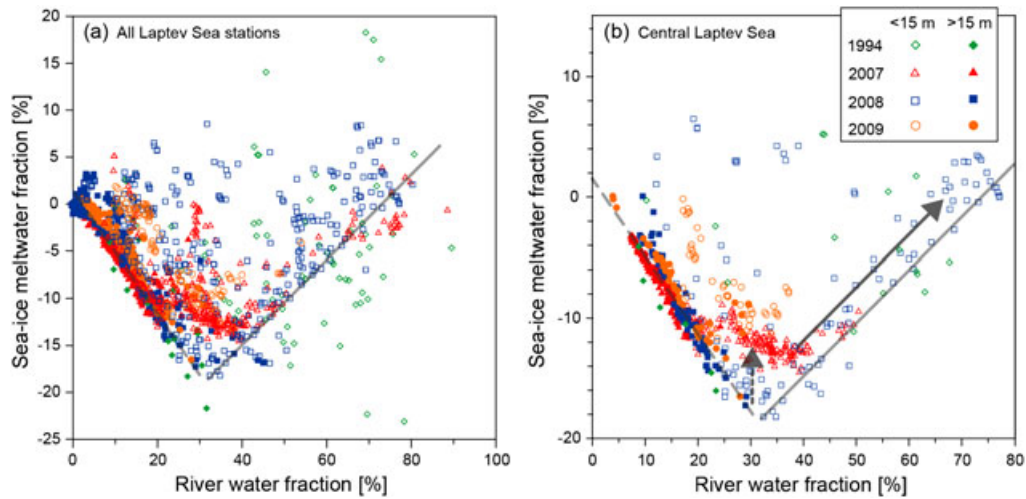 (a) All Laptev Sea stations
20
15
10
5
0
-5
-10
-15
-20
-25
0 20 40 60 80 100
Sea-ice meltwater fraction [%]
River water fraction [%]
(b) Central Laptev Sea
10
0
-10
-20
0 10 20 30 40 50 60 70 80
Sea-ice meltwater fraction [%]
River water fraction [%]
<15 m >15 m
1994
2007
2008
2009